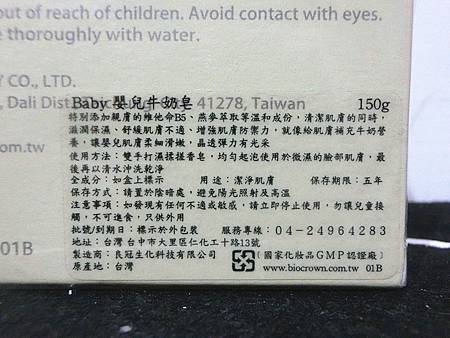 out of reach of children. Avoid contact with eyes.
e thoroughly with water.
Y CO., LTD.
, Dali Dist., Taichung City 41278, Taiwan
n.com.tw
01B
Baby 嬰兒牛奶皂 150g
特別添加親膚的維他命B5、燕麥萃取等溫和成份，清潔肌膚的同時，
滋潤保濕、舒緩肌膚不適、增強肌膚防禦力，就像給肌膚補充牛奶營
養，讓嬰兒肌膚柔細滑嫩，晶透彈力有光采
使用方法：雙手打濕搓揉香皂，均勻起泡使用於微濕的臉部肌膚，最
後再以清水沖洗乾淨
全成分：如盒上標示 用途：潔淨肌膚 保存期限：五年
保存方式：請置於陰暗處，避免陽光照射及高溫
注意事項：如發現有任何不適或敏感，請立即停止使用，勿讓兒童接
觸，不可進食，只供外用
批號/到期日：標示於外包裝 服務專線：04-24964283
地址：台灣 台中市大里區仁化工十路13號
製造商：良冠生化科技有限公司 〔國家化妝品GMP認證廠〕
原產地：台灣 www.biocrown.com.tw 01B